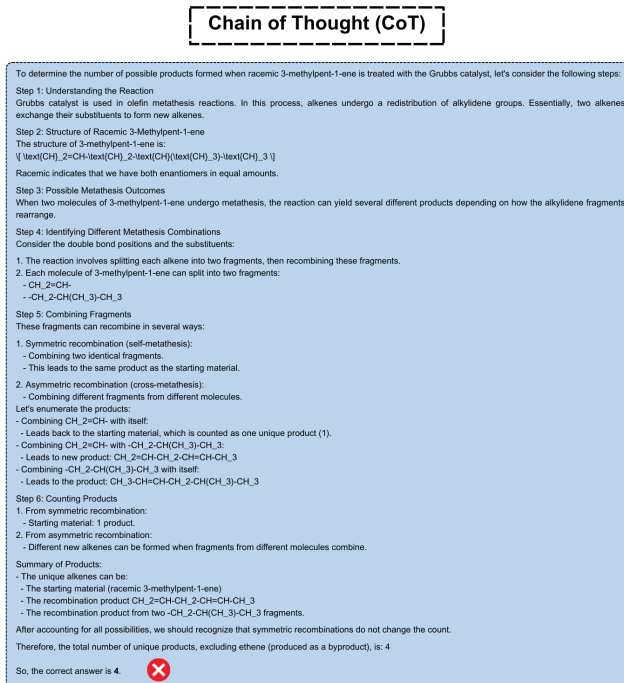 Chain of Thought (CoT)
To determine the number of possible products formed when racemic 3-methylpent-1-ene is treated with the Grubbs catalyst, let's consider the following steps:
Step 1: Understanding the Reaction
Grubbs catalyst is used in olefin metathesis reactions. In this process, alkenes undergo a redistribution of alkylidene groups. Essentially, two alkenes
exchange their substituents to form new alkenes.
Step 2: Structure of Racemic 3-Methylpent-1-ene
The structure of 3-methylpent-1-ene is:
\[ \text{CH}_2=CH-\text{CH}_2-\text{CH}(\text{CH}_3)-\text{CH}_3 \]
Racemic indicates that we have both enantiomers in equal amounts.
Step 3: Possible Metathesis Outcomes
When two molecules of 3-methylpent-1-ene undergo metathesis, the reaction can yield several different products depending on how the alkylidene fragments
rearrange.
Step 4: Identifying Different Metathesis Combinations
Consider the double bond positions and the substituents:
1. The reaction involves splitting each alkene into two fragments, then recombining these fragments.
2. Each molecule of 3-methylpent-1-ene can split into two fragments:
- CH_2=CH-
- -CH_2-CH(CH_3)-CH_3
Step 5: Combining Fragments
These fragments can recombine in several ways:
1. Symmetric recombination (self-metathesis):
- Combining two identical fragments.
- This leads to the same product as the starting material.
2. Asymmetric recombination (cross-metathesis):
- Combining different fragments from different molecules.
Let's enumerate the products:
- Combining CH_2=CH- with itself:
- Leads back to the starting material, which is counted as one unique product (1).
- Combining CH_2=CH- with -CH_2-CH(CH_3)-CH_3:
- Leads to new product: CH_2=CH-CH_2-CH=CH-CH_3
- Combining -CH_2-CH(CH_3)-CH_3 with itself:
- Leads to the product: CH_3-CH=CH-CH_2-CH(CH_3)-CH_3
Step 6: Counting Products
1. From symmetric recombination:
- Starting material: 1 product.
2. From asymmetric recombination:
- Different new alkenes can be formed when fragments from different molecules combine.
Summary of Products:
- The unique alkenes can be:
- The starting material (racemic 3-methylpent-1-ene)
- The recombination product CH_2=CH-CH_2-CH=CH-CH_3
- The recombination product from two -CH_2-CH(CH_3)-CH_3 fragments.
After accounting for all possibilities, we should recognize that symmetric recombinations do not change the count.
Therefore, the total number of unique products, excluding ethene (produced as a byproduct), is: 4
So, the correct answer is 4.